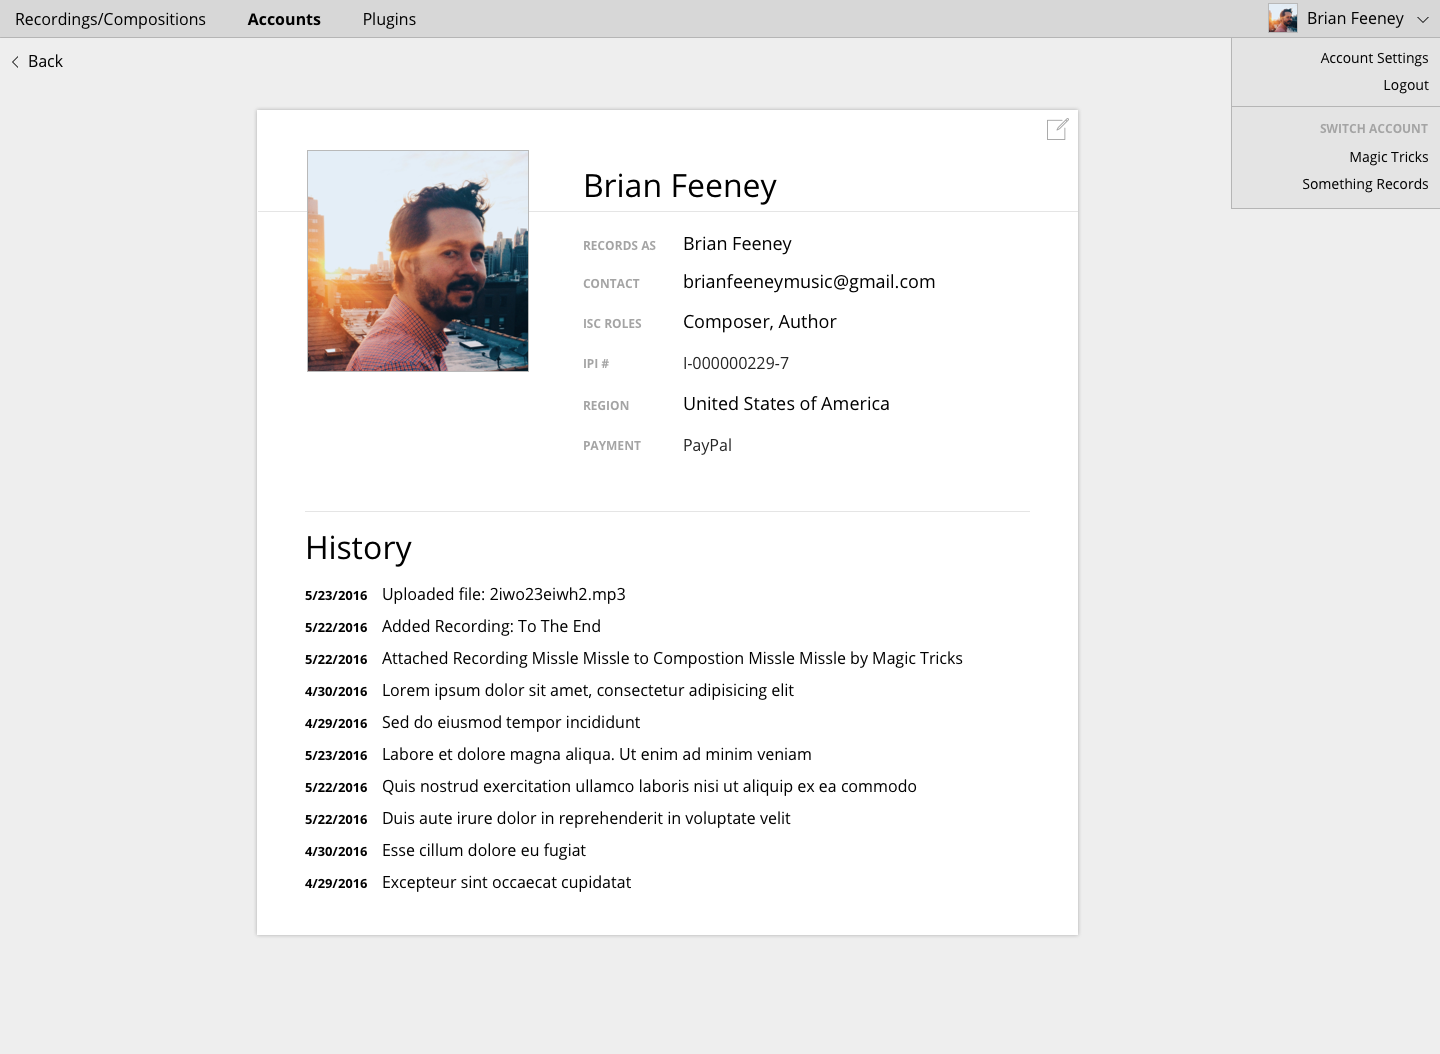 Recordings/Compositions Accounts Plugins Brian Feeney
Back
Account Settings
Logout
SWITCH ACCOUNT
Magic Tricks
Something Records
Brian Feeney
RECORDS AS Brian Feeney
CONTACT brianfeeneymusic@gmail.com
ISC ROLES Composer, Author
IPI # I-000000229-7
REGION United States of America
PAYMENT PayPal
History
5/23/2016 Uploaded file: 2iwo23eiwh2.mp3
5/22/2016 Added Recording: To The End
5/22/2016 Attached Recording Missle Missle to Compostion Missle Missle by Magic Tricks
4/30/2016 Lorem ipsum dolor sit amet, consectetur adipisicing elit
4/29/2016 Sed do eiusmod tempor incididunt
5/23/2016 Labore et dolore magna aliqua. Ut enim ad minim veniam
5/22/2016 Quis nostrud exercitation ullamco laboris nisi ut aliquip ex ea commodo
5/22/2016 Duis aute irure dolor in reprehenderit in voluptate velit
4/30/2016 Esse cillum dolore eu fugiat
4/29/2016 Excepteur sint occaecat cupidatat